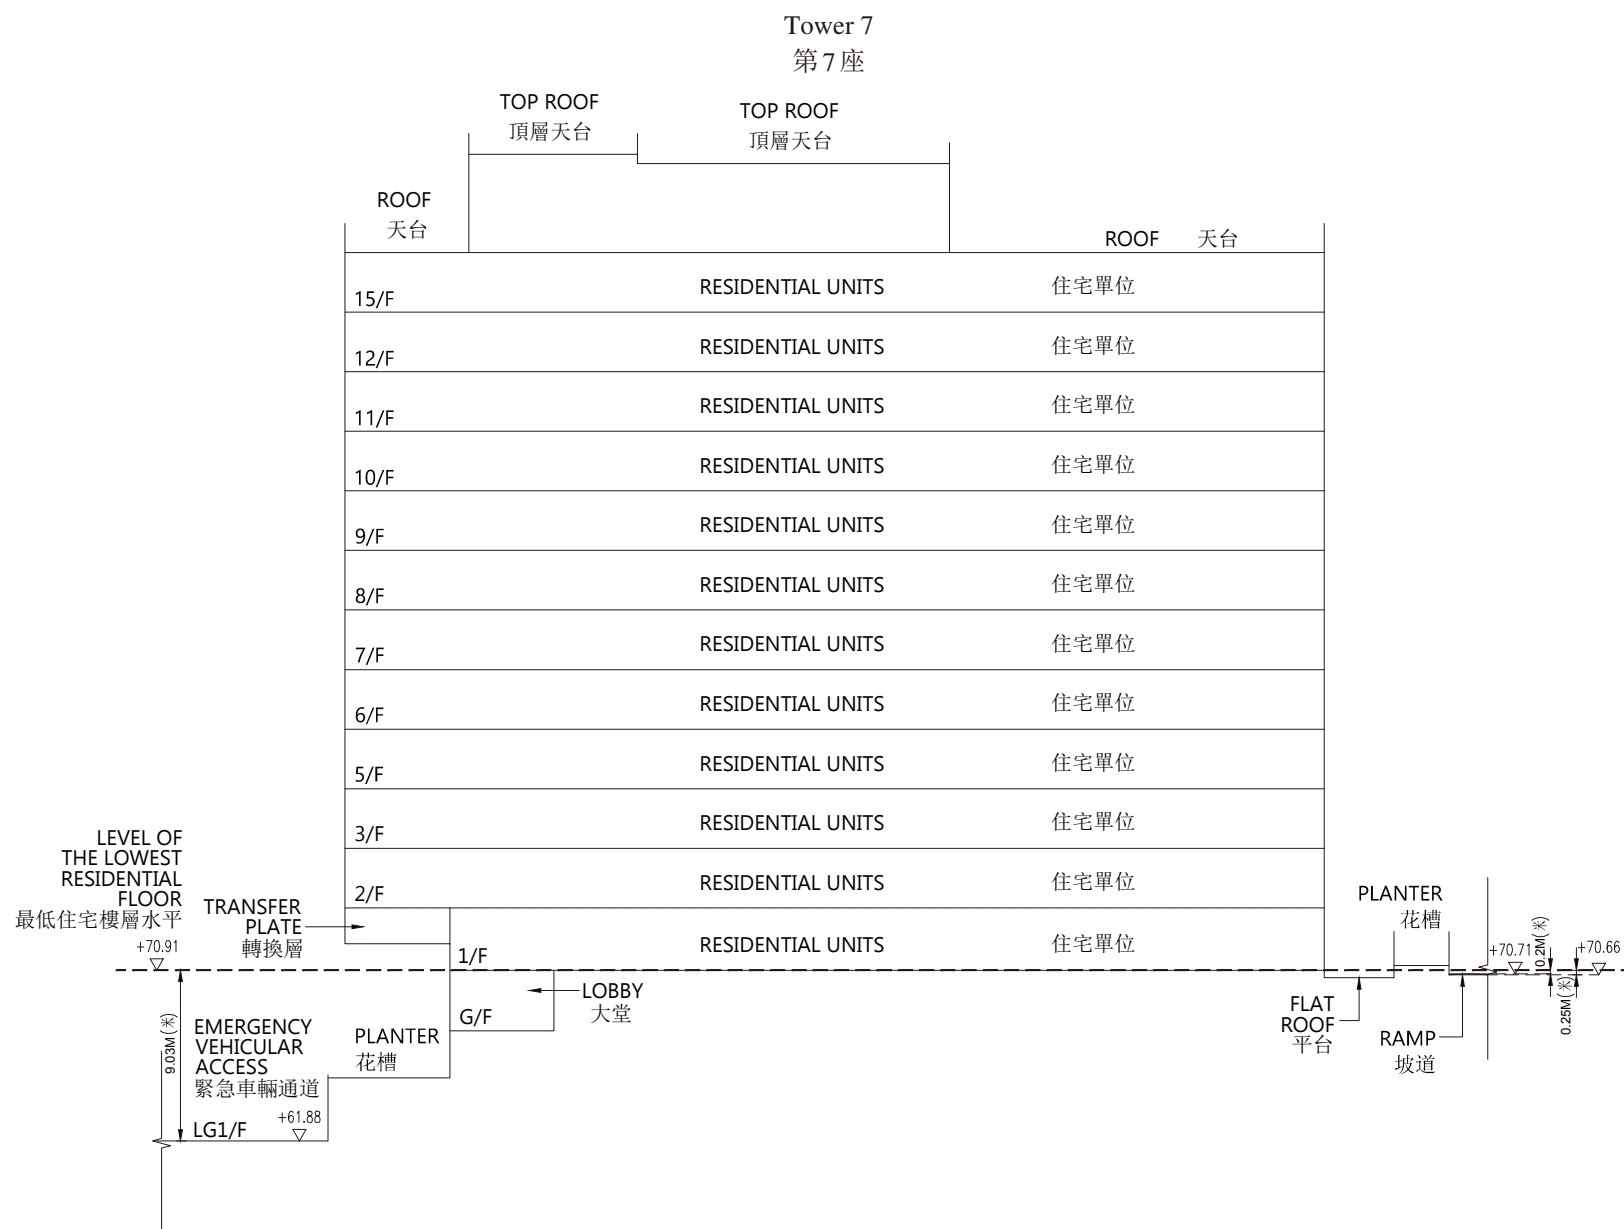 Tower 7
第7座
TOP ROOF
頂層天台
TOP ROOF
頂層天台
ROOF
天台
ROOF 天台
15/F RESIDENTIAL UNITS 住宅單位
12/F RESIDENTIAL UNITS 住宅單位
11/F RESIDENTIAL UNITS 住宅單位
10/F RESIDENTIAL UNITS 住宅單位
9/F RESIDENTIAL UNITS 住宅單位
8/F RESIDENTIAL UNITS 住宅單位
7/F RESIDENTIAL UNITS 住宅單位
6/F RESIDENTIAL UNITS 住宅單位
5/F RESIDENTIAL UNITS 住宅單位
3/F RESIDENTIAL UNITS 住宅單位
2/F RESIDENTIAL UNITS 住宅單位
1/F RESIDENTIAL UNITS 住宅單位
LEVEL OF
THE LOWEST
RESIDENTIAL
FLOOR
最低住宅樓層水平
+70.91
TRANSFER
PLATE
轉換層
LOBBY
大堂
G/F
PLANTER
花槽
EMERGENCY
VEHICULAR
ACCESS
緊急車輛通道
9.03M(米)
+61.88
LG1/F
PLANTER
花槽
FLAT
ROOF
平台
RAMP
坡道
+70.71
0.2M(米)
+70.66
0.25M(米)